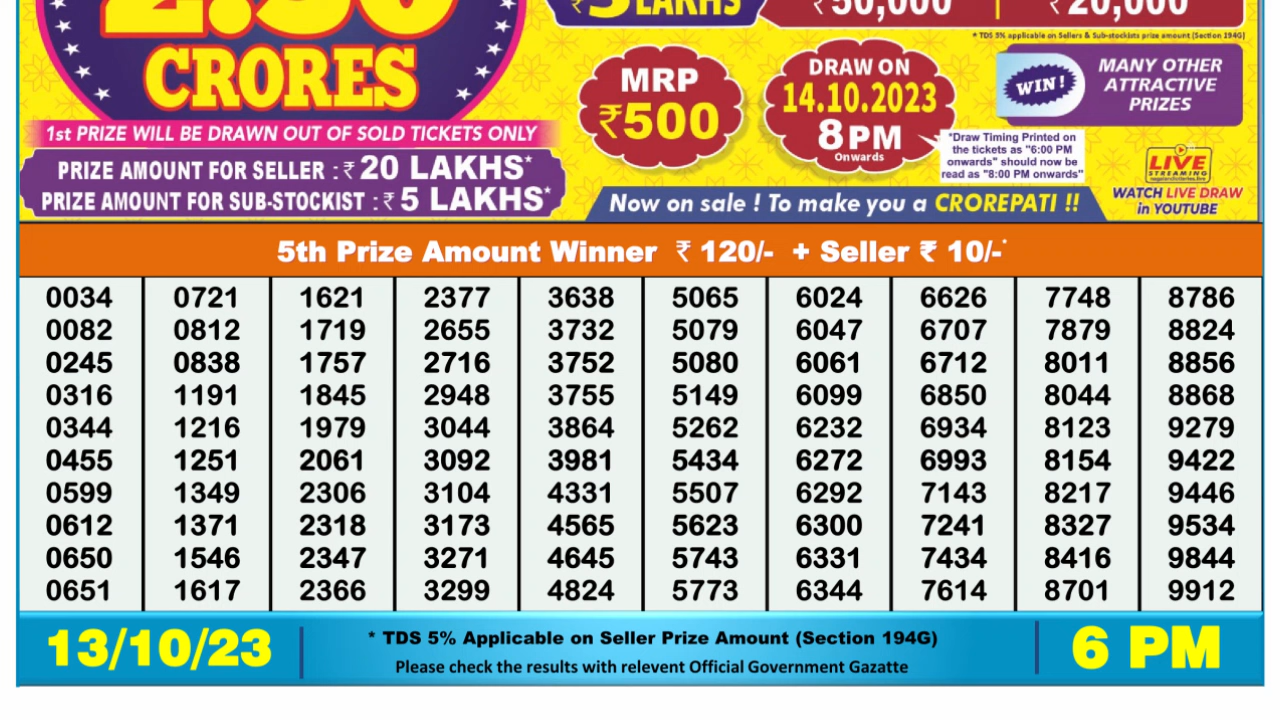 2.50
CRORES
1st PRIZE WILL BE DRAWN OUT OF SOLD TICKETS ONLY
PRIZE AMOUNT FOR SELLER : ₹ 20 LAKHS*
PRIZE AMOUNT FOR SUB-STOCKIST : ₹ 5 LAKHS*
₹5 LAKHS
₹50,000
₹20,000
* TDS 5% applicable on Sellers & Sub-stockists prize amount (Section 194G)
MRP
₹500
DRAW ON
14.10.2023
8PM
Onwards
"Draw Timing Printed on
the tickets as "6:00 PM
onwards" should now be
read as "8:00 PM onwards"
WIN!
MANY OTHER
ATTRACTIVE
PRIZES
LIVE
STREAMING
WATCH LIVE DRAW
in YOUTUBE
Now on sale ! To make you a CROREPATI !!
5th Prize Amount Winner ₹ 120/- + Seller ₹ 10/-*
0034 0721 1621 2377 3638 5065 6024 6626 7748 8786
0082 0812 1719 2655 3732 5079 6047 6707 7879 8824
0245 0838 1757 2716 3752 5080 6061 6712 8011 8856
0316 1191 1845 2948 3755 5149 6099 6850 8044 8868
0344 1216 1979 3044 3864 5262 6232 6934 8123 9279
0455 1251 2061 3092 3981 5434 6272 6993 8154 9422
0599 1349 2306 3104 4331 5507 6292 7143 8217 9446
0612 1371 2318 3173 4565 5623 6300 7241 8327 9534
0650 1546 2347 3271 4645 5743 6331 7434 8416 9844
0651 1617 2366 3299 4824 5773 6344 7614 8701 9912
13/10/23
* TDS 5% Applicable on Seller Prize Amount (Section 194G)
Please check the results with relevent Official Government Gazatte
6 PM